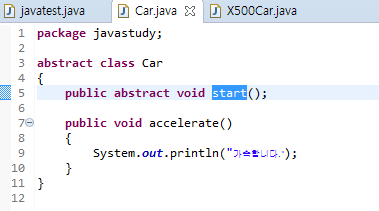 javatest.java Car.java X500Car.java
1 package javastudy;
2
3 abstract class Car
4 {
5 public abstract void start();
6
7 public void accelerate()
8 {
9 System.out.println("가속합니다.");
10 }
11 }
12